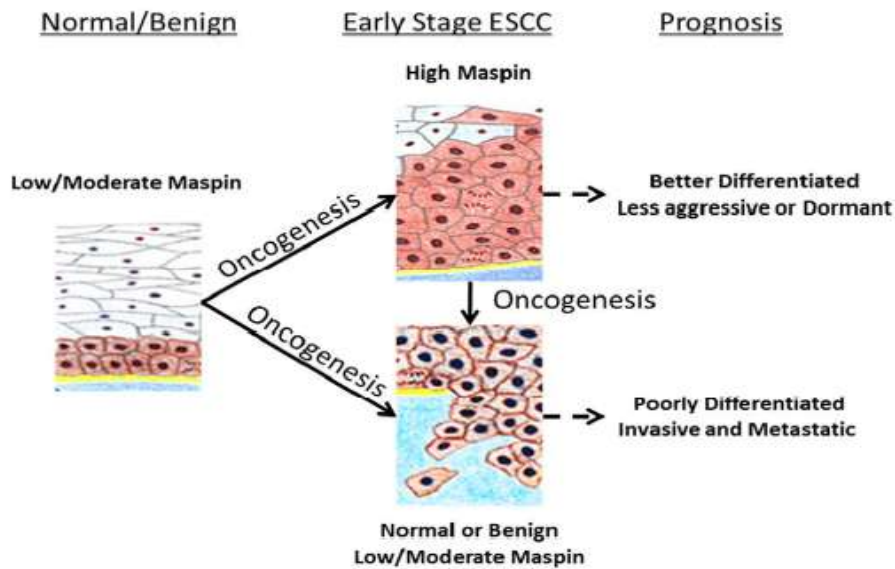 Normal/Benign
Early Stage ESCC
Prognosis
High Maspin
Low/Moderate Maspin
Oncogenesis
Better Differentiated
Less aggressive or Dormant
Oncogenesis
Oncogenesis
Poorly Differentiated
Invasive and Metastatic
Normal or Benign
Low/Moderate Maspin